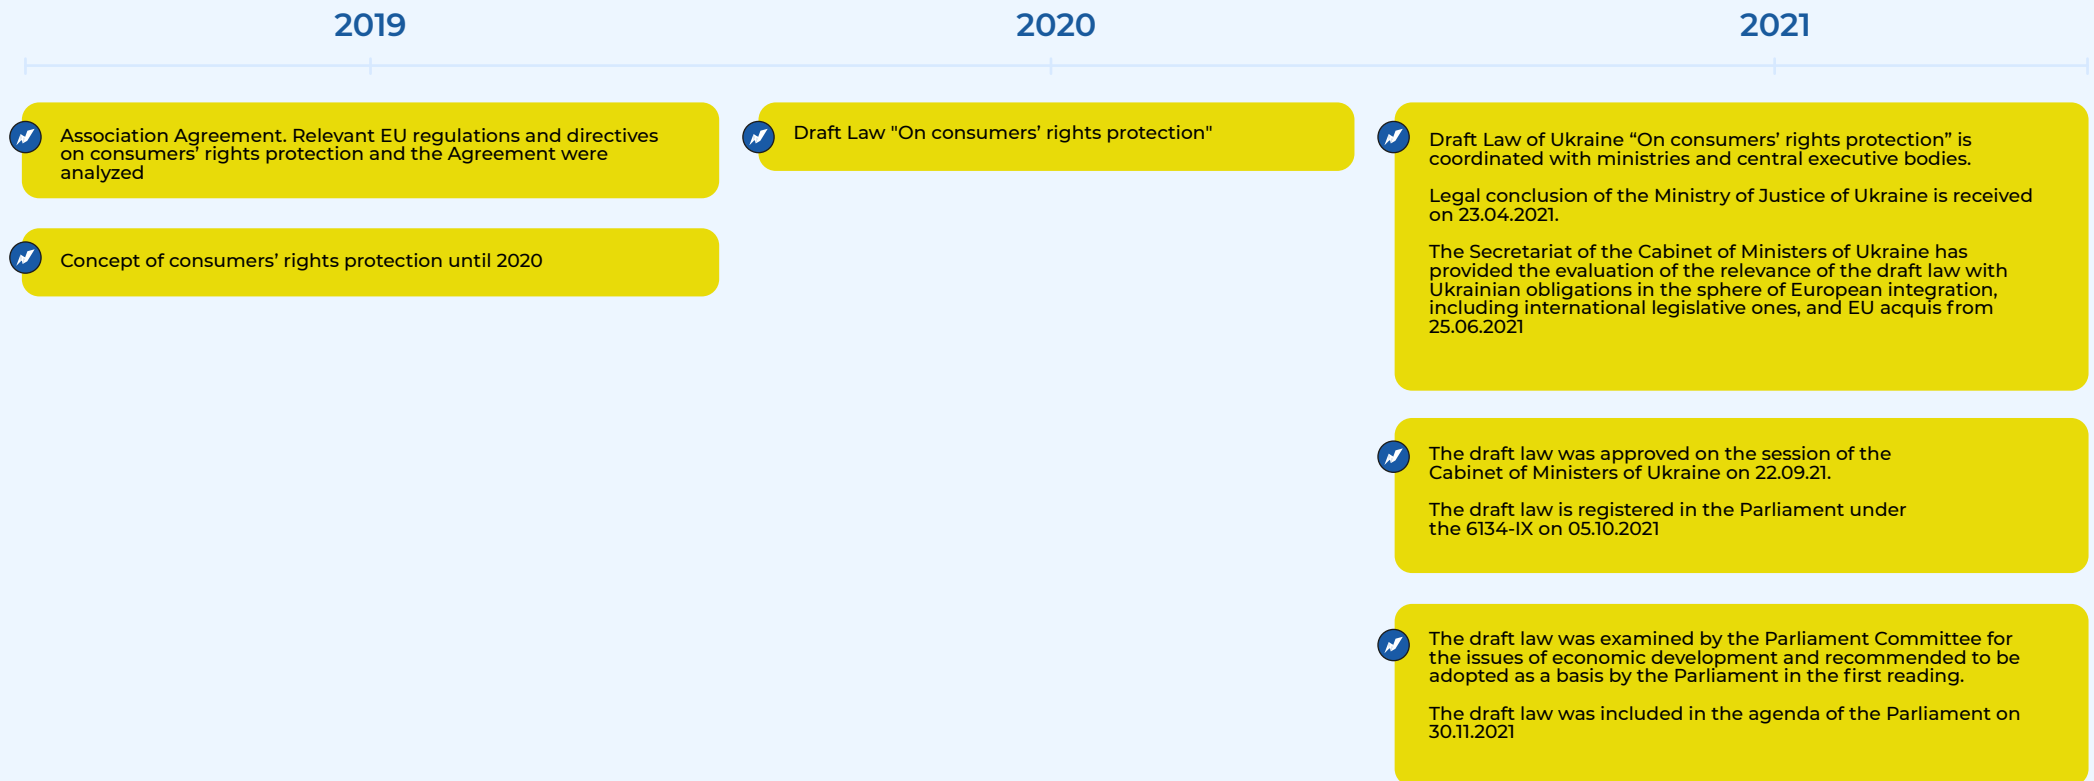 2019
2020
2021
Association Agreement. Relevant EU regulations and directives
on consumers’ rights protection and the Agreement were
analyzed
Concept of consumers’ rights protection until 2020
Draft Law "On consumers’ rights protection"
Draft Law of Ukraine “On consumers’ rights protection” is
coordinated with ministries and central executive bodies.
Legal conclusion of the Ministry of Justice of Ukraine is received
on 23.04.2021.
The Secretariat of the Cabinet of Ministers of Ukraine has
provided the evaluation of the relevance of the draft law with
Ukrainian obligations in the sphere of European integration,
including international legislative ones, and EU acquis from
25.06.2021
The draft law was approved on the session of the
Cabinet of Ministers of Ukraine on 22.09.21.
The draft law is registered in the Parliament under
the 6134-IX on 05.10.2021
The draft law was examined by the Parliament Committee for
the issues of economic development and recommended to be
adopted as a basis by the Parliament in the first reading.
The draft law was included in the agenda of the Parliament on
30.11.2021